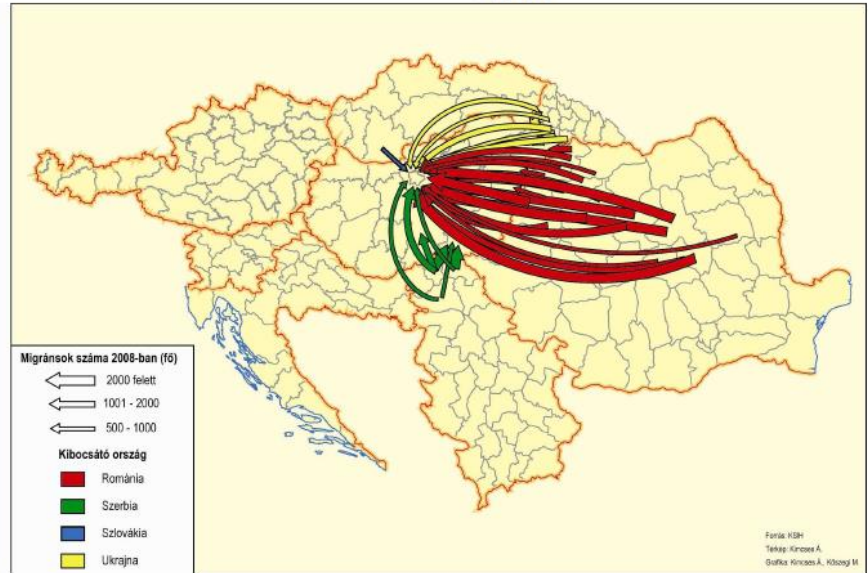 Migránsok száma 2008-ban (fő)
2000 felett
1001 - 2000
500 - 1000
Kibocsátó ország
Románia
Szerbia
Szlovákia
Ukrajna
Forrás: KSH
Térkép: Kincses Á.
Grafika: Kincses Á., Kőszegi M.